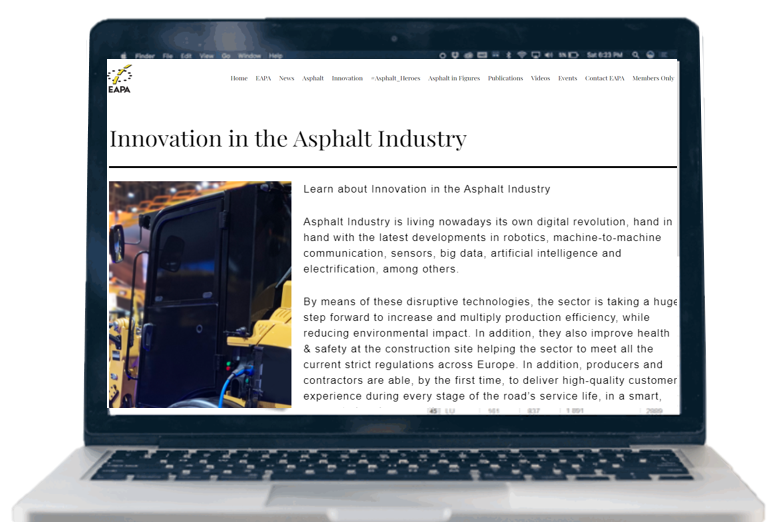 Finder File Edit View Go Window Help
Sat 6:23 PM
EAPA
Home EAPA News Asphalt Innovation #Asphalt_Heroes Asphalt in Figures Publications Videos Events Contact EAPA Members Only
Innovation in the Asphalt Industry
Learn about Innovation in the Asphalt Industry
Asphalt Industry is living nowadays its own digital revolution, hand in
hand with the latest developments in robotics, machine-to-machine
communication, sensors, big data, artificial intelligence and
electrification, among others.
By means of these disruptive technologies, the sector is taking a huge
step forward to increase and multiply production efficiency, while
reducing environmental impact. In addition, they also improve health
& safety at the construction site helping the sector to meet all the
current strict regulations across Europe. In addition, producers and
contractors are able, by the first time, to deliver high-quality customer
experience during every stage of the road’s service life, in a smart,